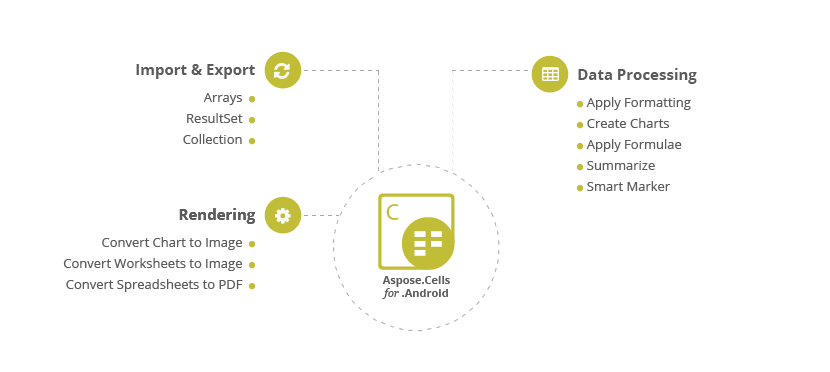 Import & Export
Arrays
ResultSet
Collection
Rendering
Convert Chart to Image
Convert Worksheets to Image
Convert Spreadsheets to PDF
C
Aspose.Cells
for .Android
Data Processing
Apply Formatting
Create Charts
Apply Formulae
Summarize
Smart Marker